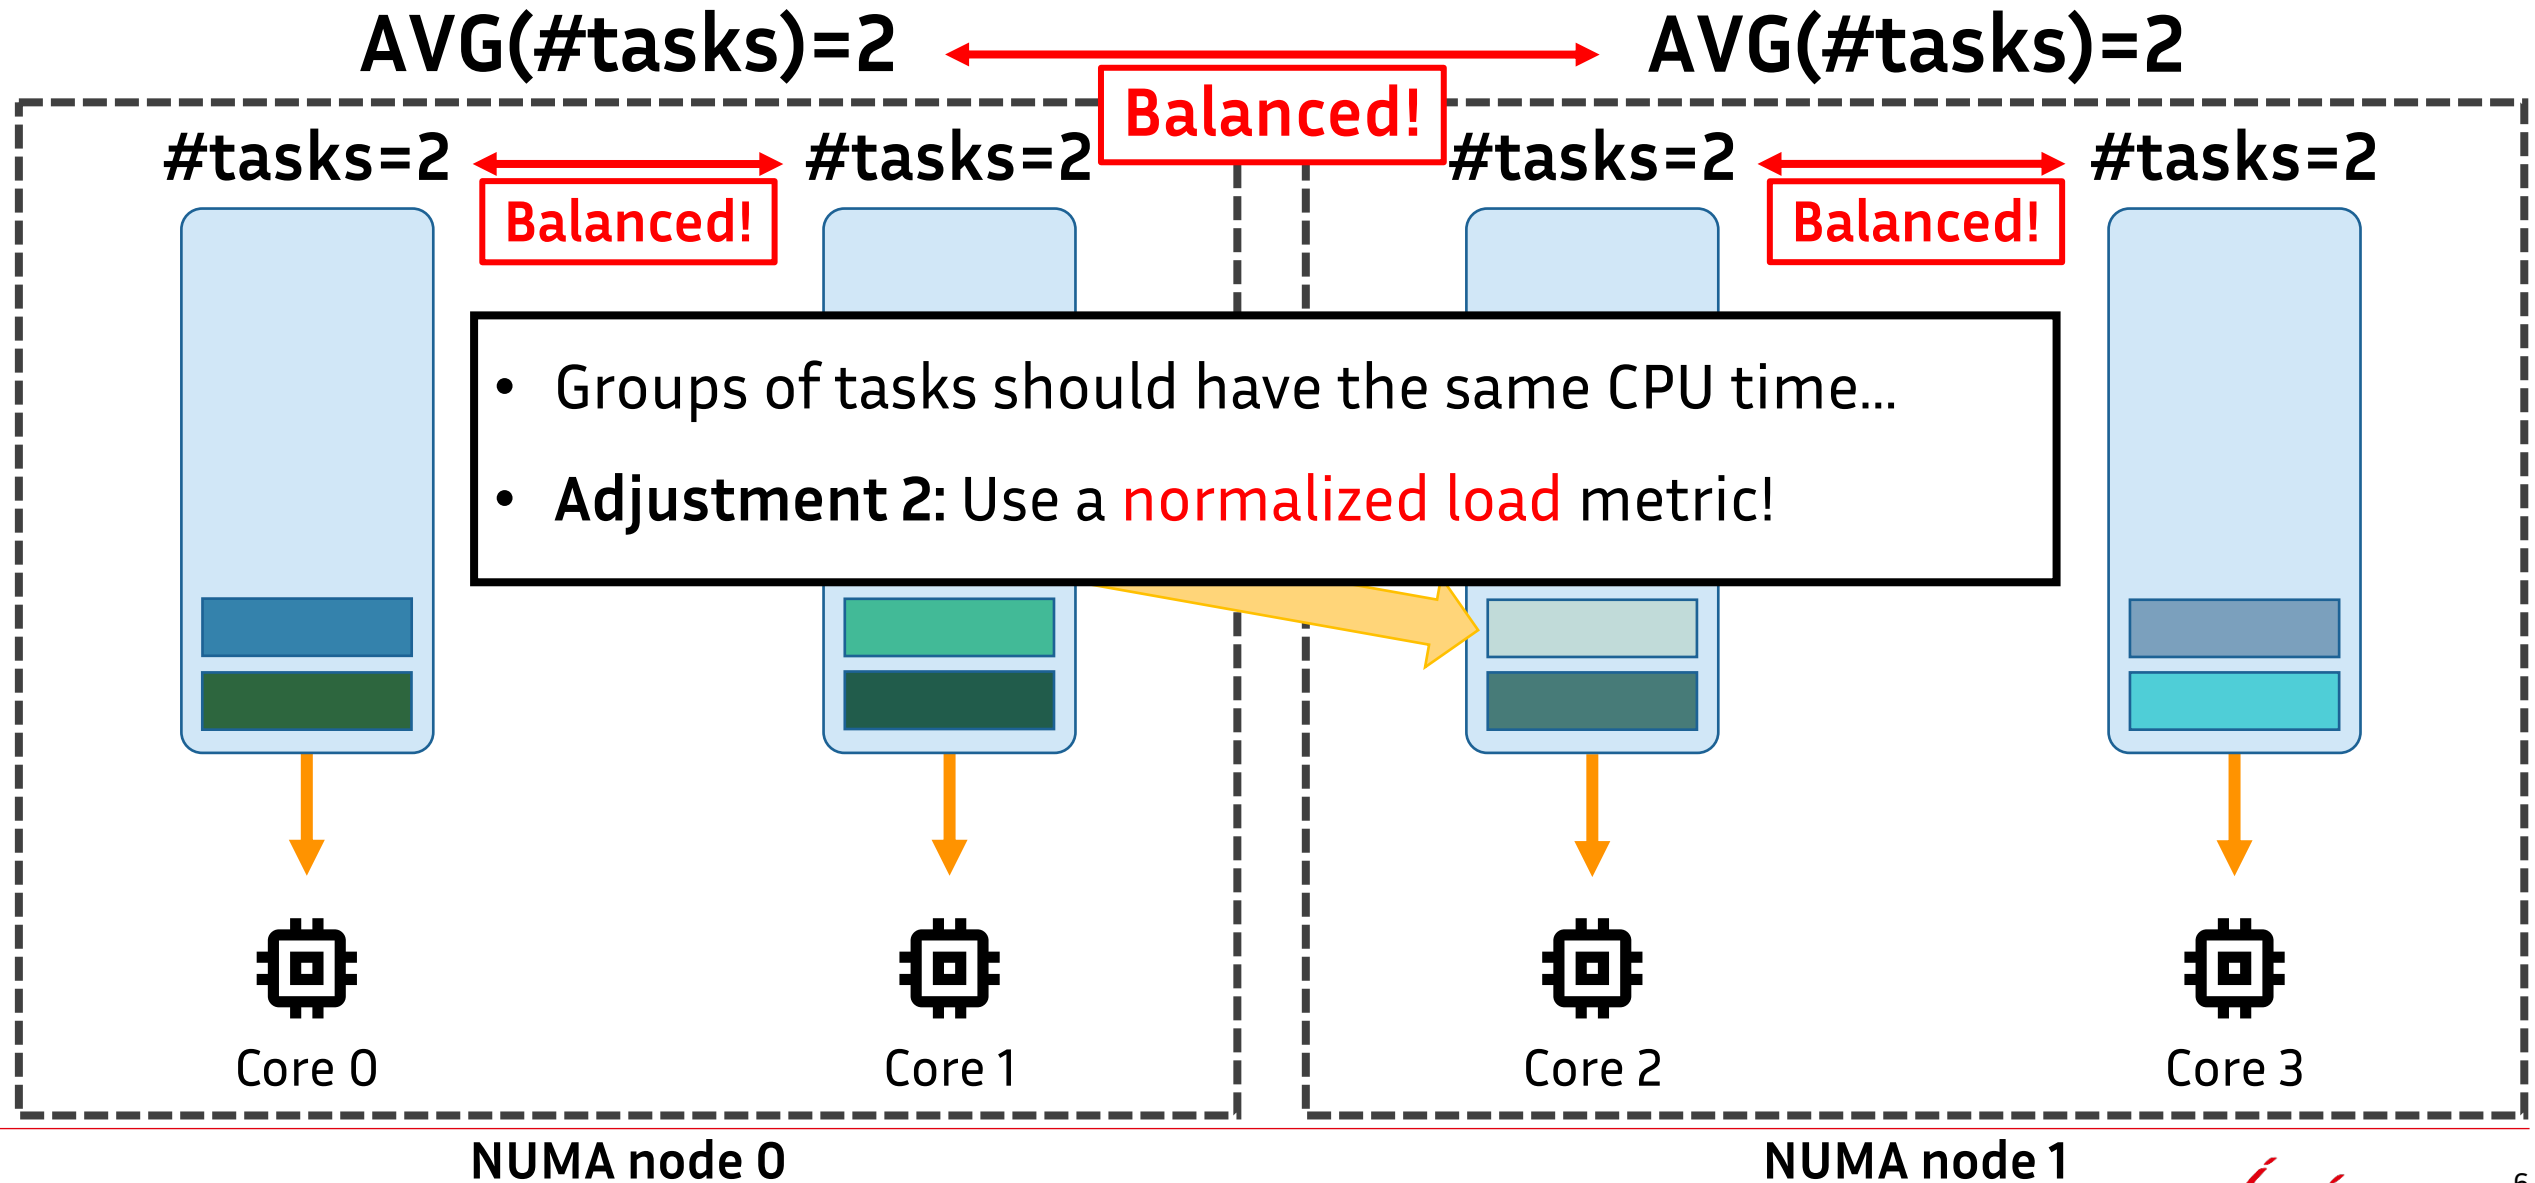 AVG(#tasks)=2
AVG(#tasks)=2
Balanced!
#tasks=2
#tasks=2
#tasks=2
#tasks=2
Balanced!
Balanced!
• Groups of tasks should have the same CPU time...
• Adjustment 2: Use a normalized load metric!
Core 0
Core 1
Core 2
Core 3
NUMA node 0
NUMA node 1